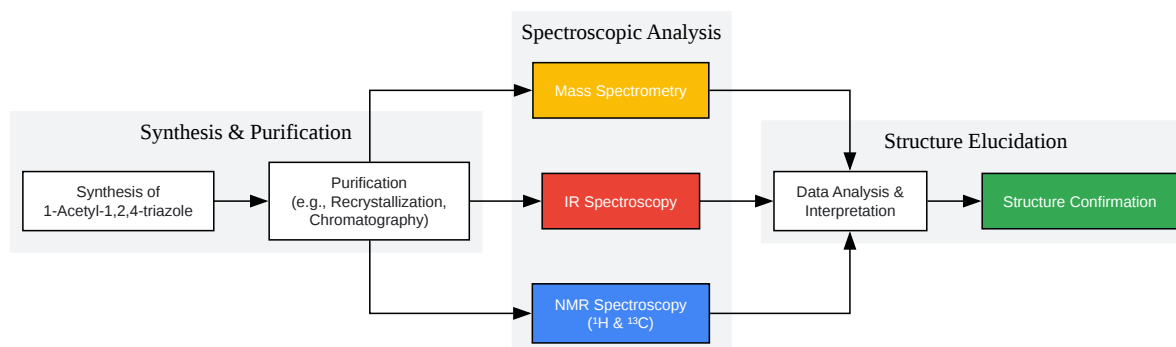 Spectroscopic Analysis
Mass Spectrometry
Synthesis & Purification
Structure Elucidation
Synthesis of
1-Acetyl-1,2,4-triazole
Purification
(e.g., Recrystallization,
Chromatography)
IR Spectroscopy
Data Analysis &
Interpretation
Structure Confirmation
NMR Spectroscopy
(¹H & ¹³C)